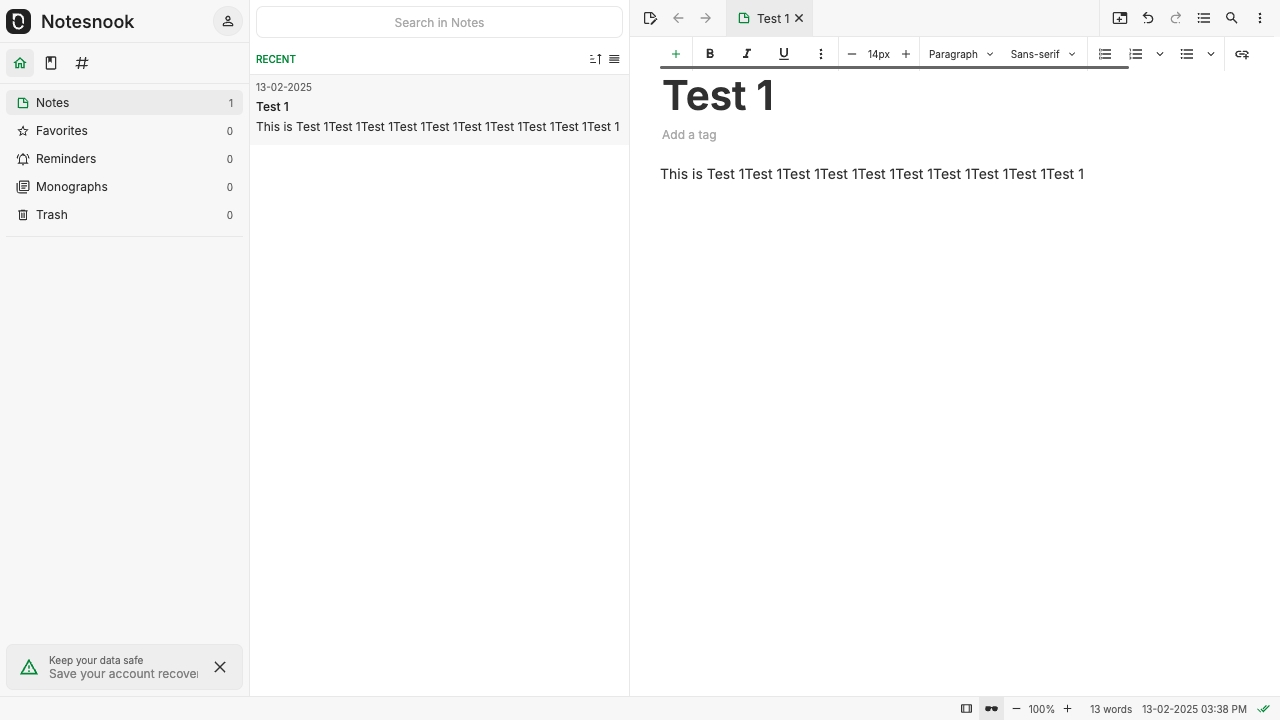 Notesnook
Search in Notes
Test 1
RECENT
14px
Paragraph
Sans-serif
13-02-2025
Test 1
This is Test 1Test 1Test 1Test 1Test 1Test 1Test 1Test 1Test 1Test 1
Notes 1
Favorites 0
Reminders 0
Monographs 0
Trash 0
Test 1
Add a tag
This is Test 1Test 1Test 1Test 1Test 1Test 1Test 1Test 1Test 1Test 1
Keep your data safe
Save your account recover
100%
13 words
13-02-2025 03:38 PM